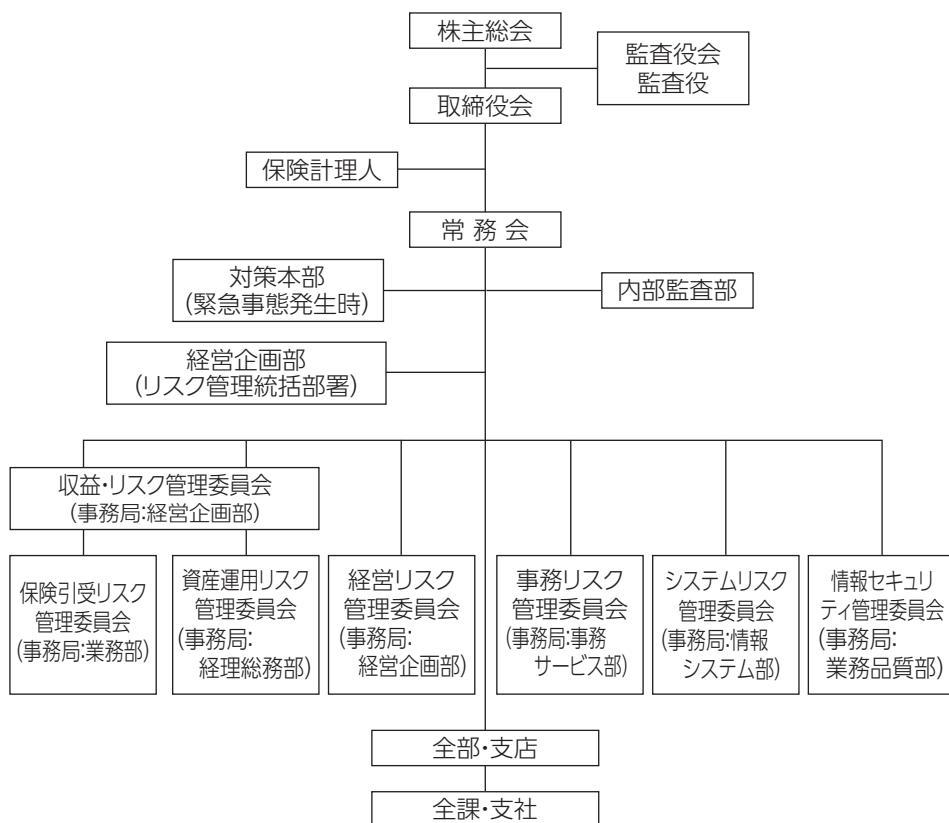 株主総会
監査役会
監査役
取締役会
保険計理人
常務会
対策本部
(緊急事態発生時)
内部監査部
経営企画部
(リスク管理統括部署)
収益・リスク管理委員会
(事務局:経営企画部)
保険引受リスク
管理委員会
(事務局:業務部)
資産運用リスク
管理委員会
(事務局:
経理総務部)
経営リスク
管理委員会
(事務局:
経営企画部)
事務リスク
管理委員会
(事務局:事務
サービス部)
システムリスク
管理委員会
(事務局:情報
システム部)
情報セキュリ
ティ管理委員会
(事務局:
業務品質部)
全部・支店
全課・支社